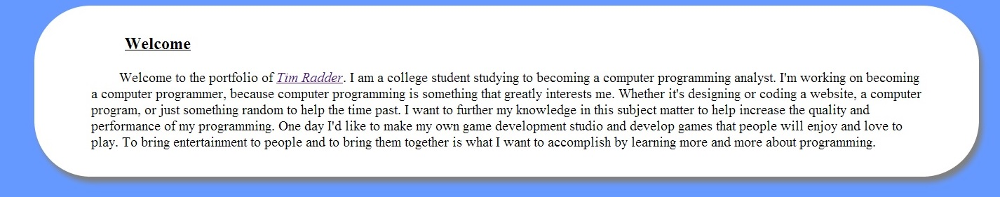 Welcome
Welcome to the portfolio of Tim Radder. I am a college student studying to becoming a computer programming analyst. I'm working on becoming
a computer programmer, because computer programming is something that greatly interests me. Whether it's designing or coding a website, a computer
program, or just something random to help the time past. I want to further my knowledge in this subject matter to help increase the quality and
performance of my programming. One day I'd like to make my own game development studio and develop games that people will enjoy and love to
play. To bring entertainment to people and to bring them together is what I want to accomplish by learning more and more about programming.